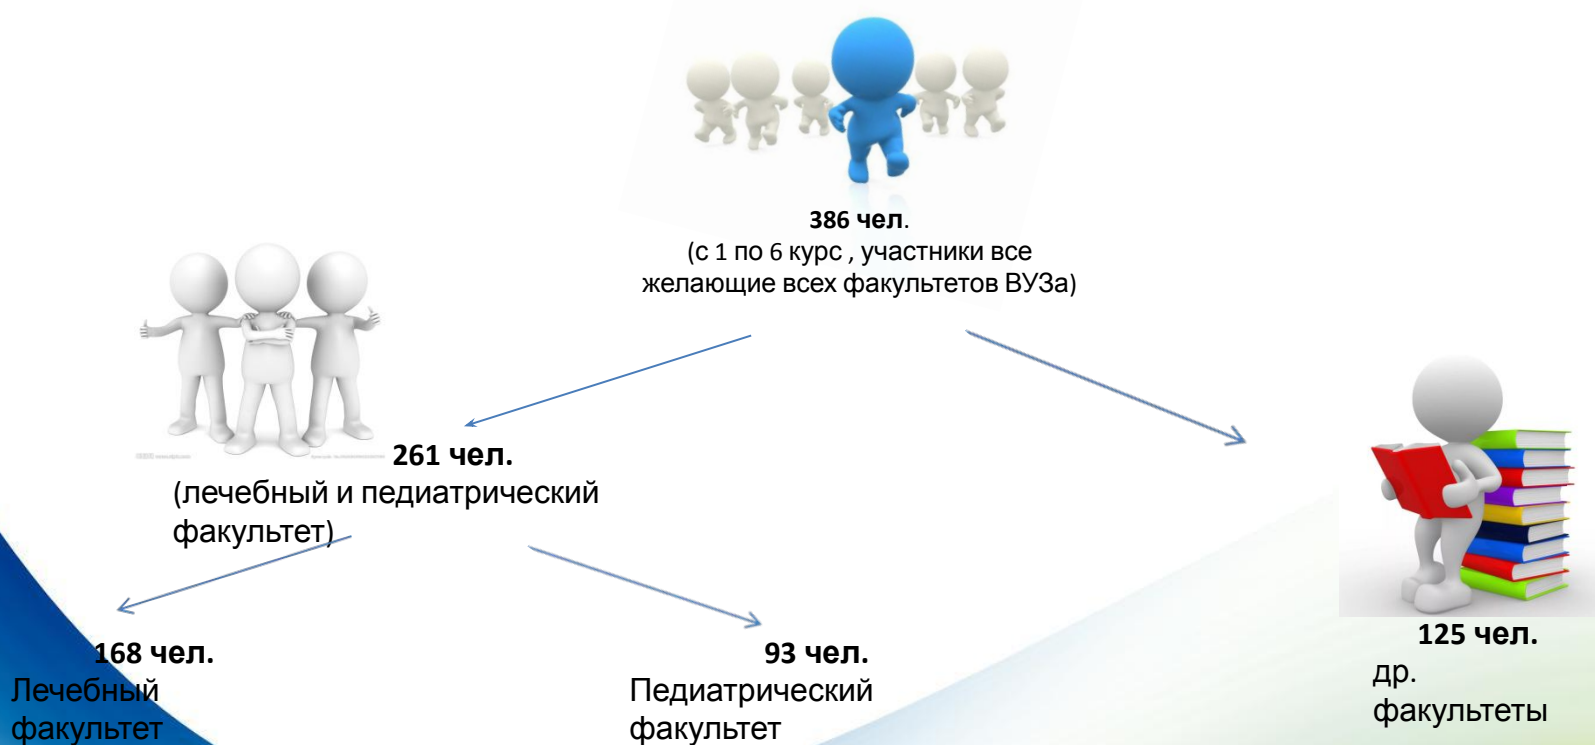 386 чел.
(с 1 по 6 курс , участники все
желающие всех факультетов ВУЗа)
261 чел.
(лечебный и педиатрический
факультет)
168 чел.
Лечебный
факультет
93 чел.
Педиатрический
факультет
125 чел.
др.
факультеты